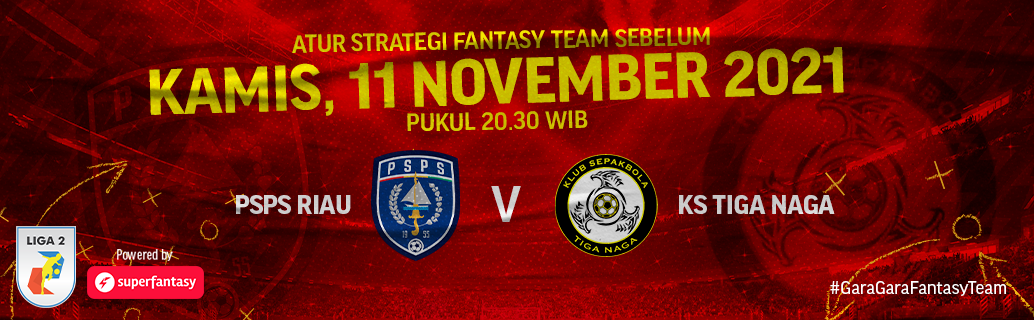 ATUR STRATEGI FANTASY TEAM SEBELUM
KAMIS, 11 NOVEMBER 2021
PUKUL 20.30 WIB
PSPS RIAU
PSPS
1955
V
KLUB SEPAKBOLA
TIGA NAGA
KS TIGA NAGA
LIGA 2
Powered by
superfantasy
#GaraGaraFantasyTeam